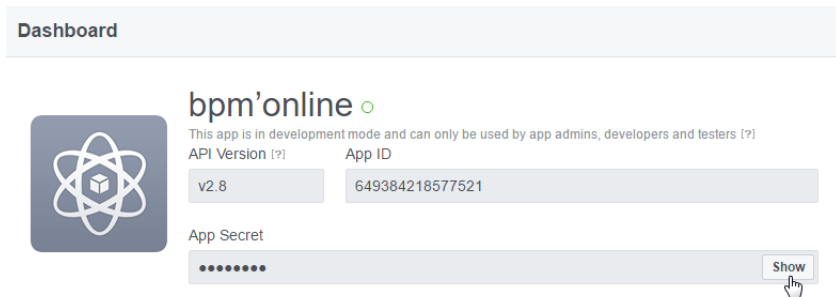 Dashboard
bpm'online
This app is in development mode and can only be used by app admins, developers and testers [?]
API Version [?] App ID
v2.8 649384218577521
App Secret
●●●●●●●● Show